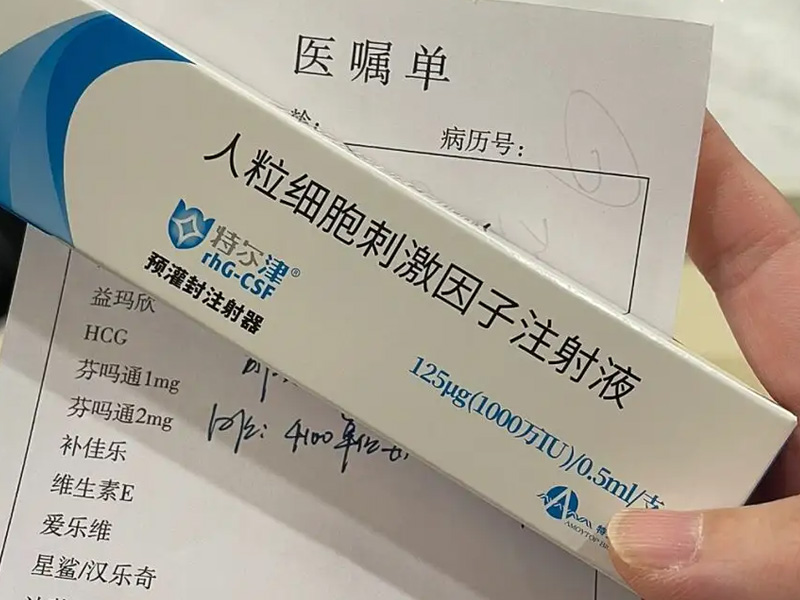 医嘱单
病历号:
人粒细胞刺激因子注射液
特尔津®
rhG-CSF
预灌封注射器
125μg(1000万IU)/0.5ml/支
特
AMOYTOP
益玛欣
HCG
芬吗通1mg
芬吗通2mg
补佳乐
维生素E
爱乐维
星鲨/汉乐奇